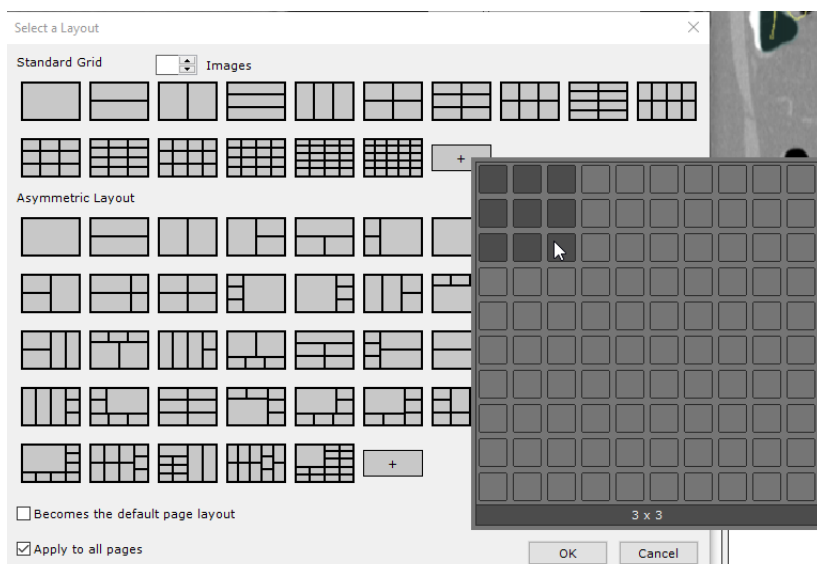 Select a Layout
Standard Grid
Images
+
Asymmetric Layout
+
3 x 3
Becomes the default page layout
Apply to all pages
OK
Cancel